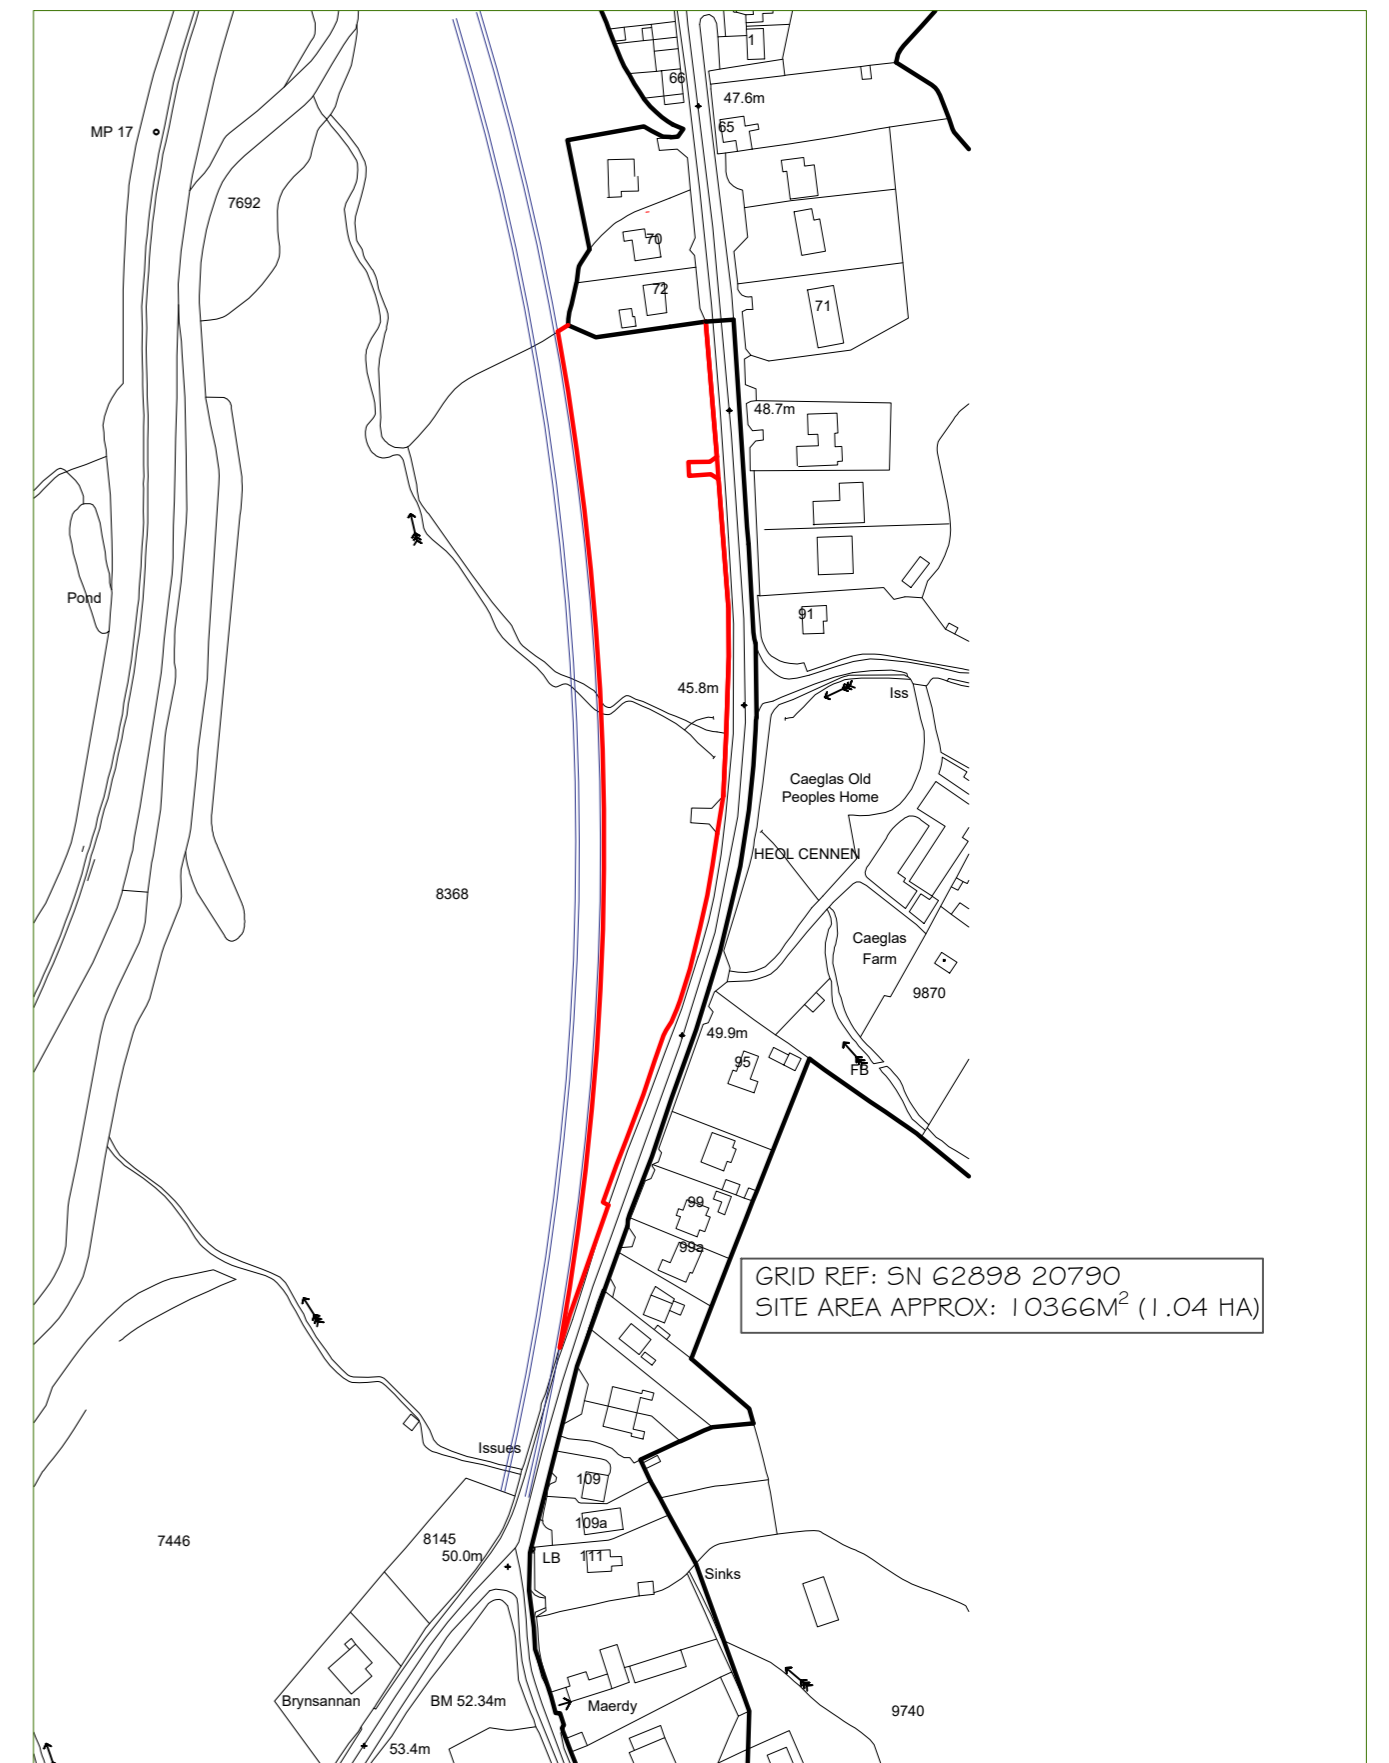 1
66
47.6m
65
MP 17
7692
70
72
71
48.7m
Pond
91
45.8m
Iss
Caeglas Old
Peoples Home
HEOL CENNEN
8368
Caeglas
Farm
9870
49.9m
95
FB
99
99a
GRID REF: SN 62898 20790
SITE AREA APPROX: 10366M² (1.04 HA)
Issues
109
109a
7446
8145
50.0m
LB
111
Sinks
Brynsannan
BM 52.34m
Maerdy
9740
53.4m